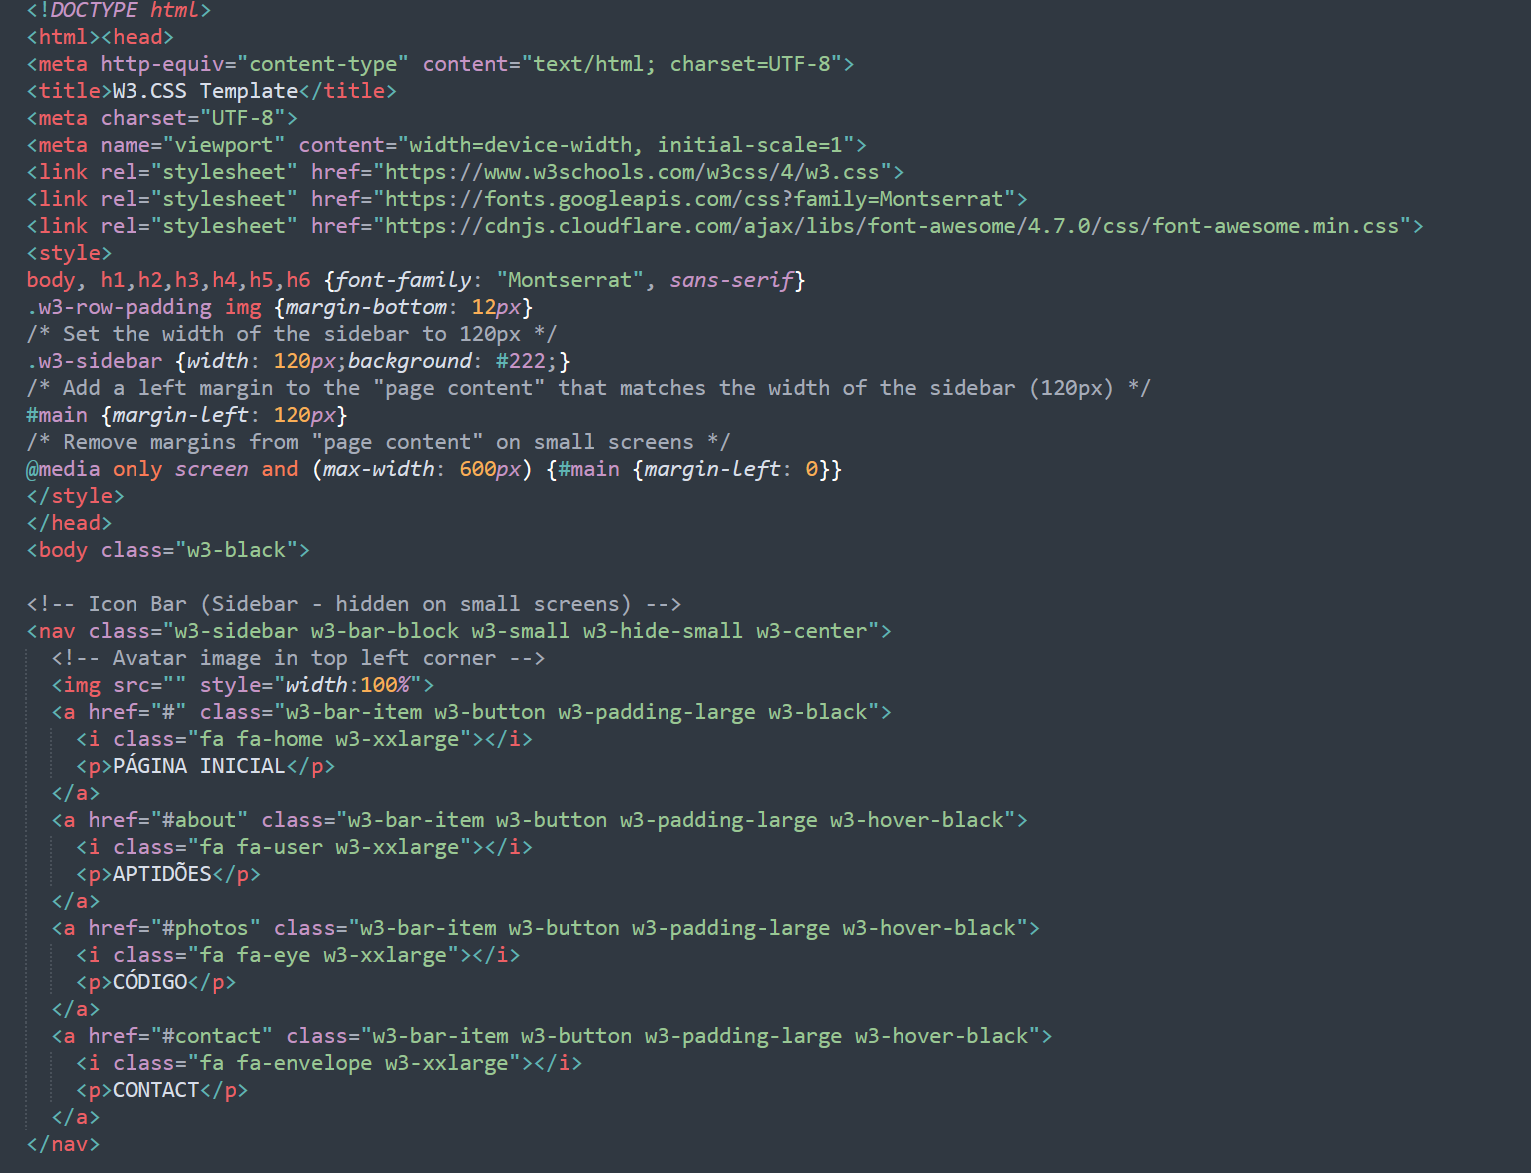 <!DOCTYPE html>
<html><head>
<meta http-equiv="content-type" content="text/html; charset=UTF-8">
<title>W3.CSS Template</title>
<meta charset="UTF-8">
<meta name="viewport" content="width=device-width, initial-scale=1">
<link rel="stylesheet" href="https://www.w3schools.com/w3css/4/w3.css">
<link rel="stylesheet" href="https://fonts.googleapis.com/css?family=Montserrat">
<link rel="stylesheet" href="https://cdnjs.cloudflare.com/ajax/libs/font-awesome/4.7.0/css/font-awesome.min.css">
<style>
body, h1,h2,h3,h4,h5,h6 {font-family: "Montserrat", sans-serif}
.w3-row-padding img {margin-bottom: 12px}
/* Set the width of the sidebar to 120px */
.w3-sidebar {width: 120px;background: #222;}
/* Add a left margin to the "page content" that matches the width of the sidebar (120px) */
#main {margin-left: 120px}
/* Remove margins from "page content" on small screens */
@media only screen and (max-width: 600px) {#main {margin-left: 0}}
</style>
</head>
<body class="w3-black">

<!-- Icon Bar (Sidebar - hidden on small screens) -->
<nav class="w3-sidebar w3-bar-block w3-small w3-hide-small w3-center">
  <!-- Avatar image in top left corner -->
  <img src="" style="width:100%">
  <a href="#" class="w3-bar-item w3-button w3-padding-large w3-black">
    <i class="fa fa-home w3-xxlarge"></i>
    <p>PÁGINA INICIAL</p>
  </a>
  <a href="#about" class="w3-bar-item w3-button w3-padding-large w3-hover-black">
    <i class="fa fa-user w3-xxlarge"></i>
    <p>APTIDÕES</p>
  </a>
  <a href="#photos" class="w3-bar-item w3-button w3-padding-large w3-hover-black">
    <i class="fa fa-eye w3-xxlarge"></i>
    <p>CÓDIGO</p>
  </a>
  <a href="#contact" class="w3-bar-item w3-button w3-padding-large w3-hover-black">
    <i class="fa fa-envelope w3-xxlarge"></i>
    <p>CONTACT</p>
  </a>
</nav>